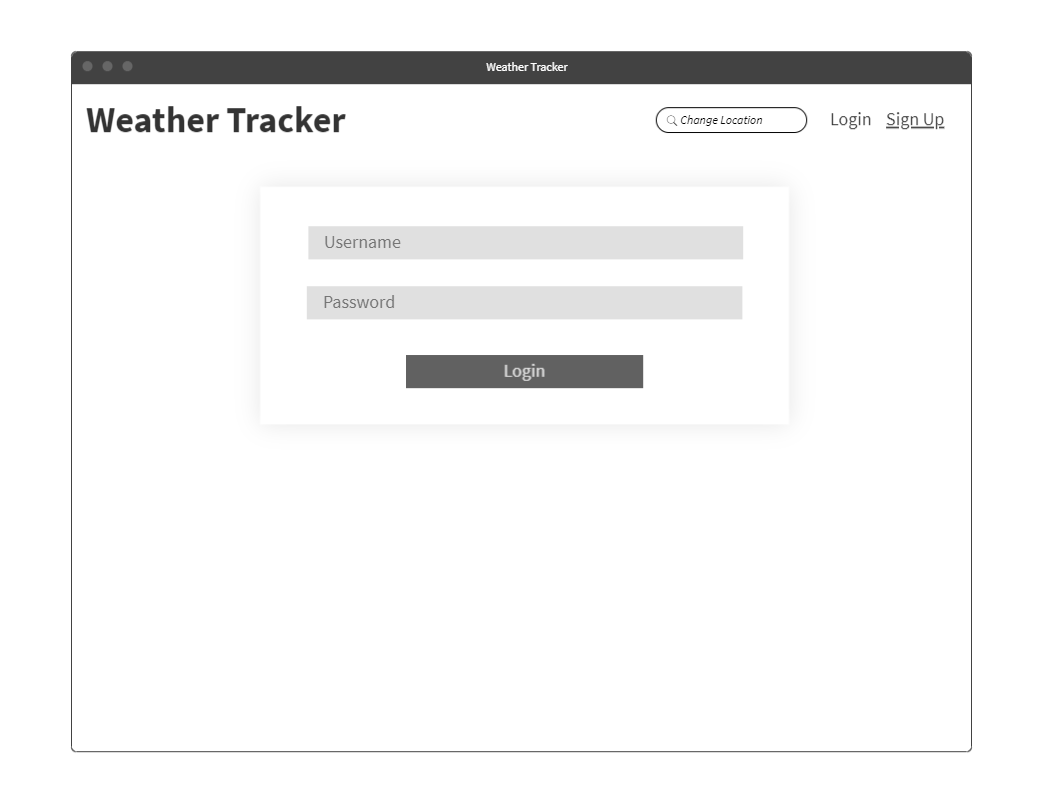 Weather Tracker
Weather Tracker
Change Location
Login
Sign Up
Username
Password
Login